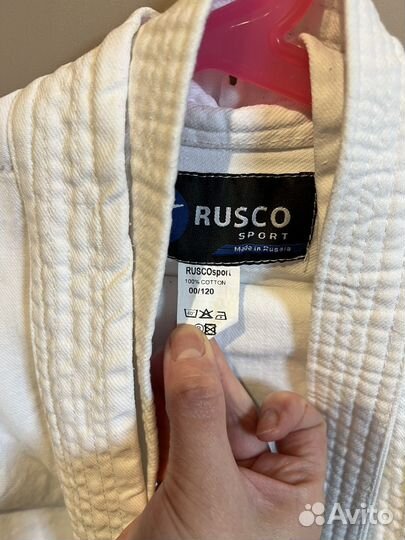 RUSCO
SPORT
Made in Russia
RUSCOsport
100% COTTON
00/120
Avito